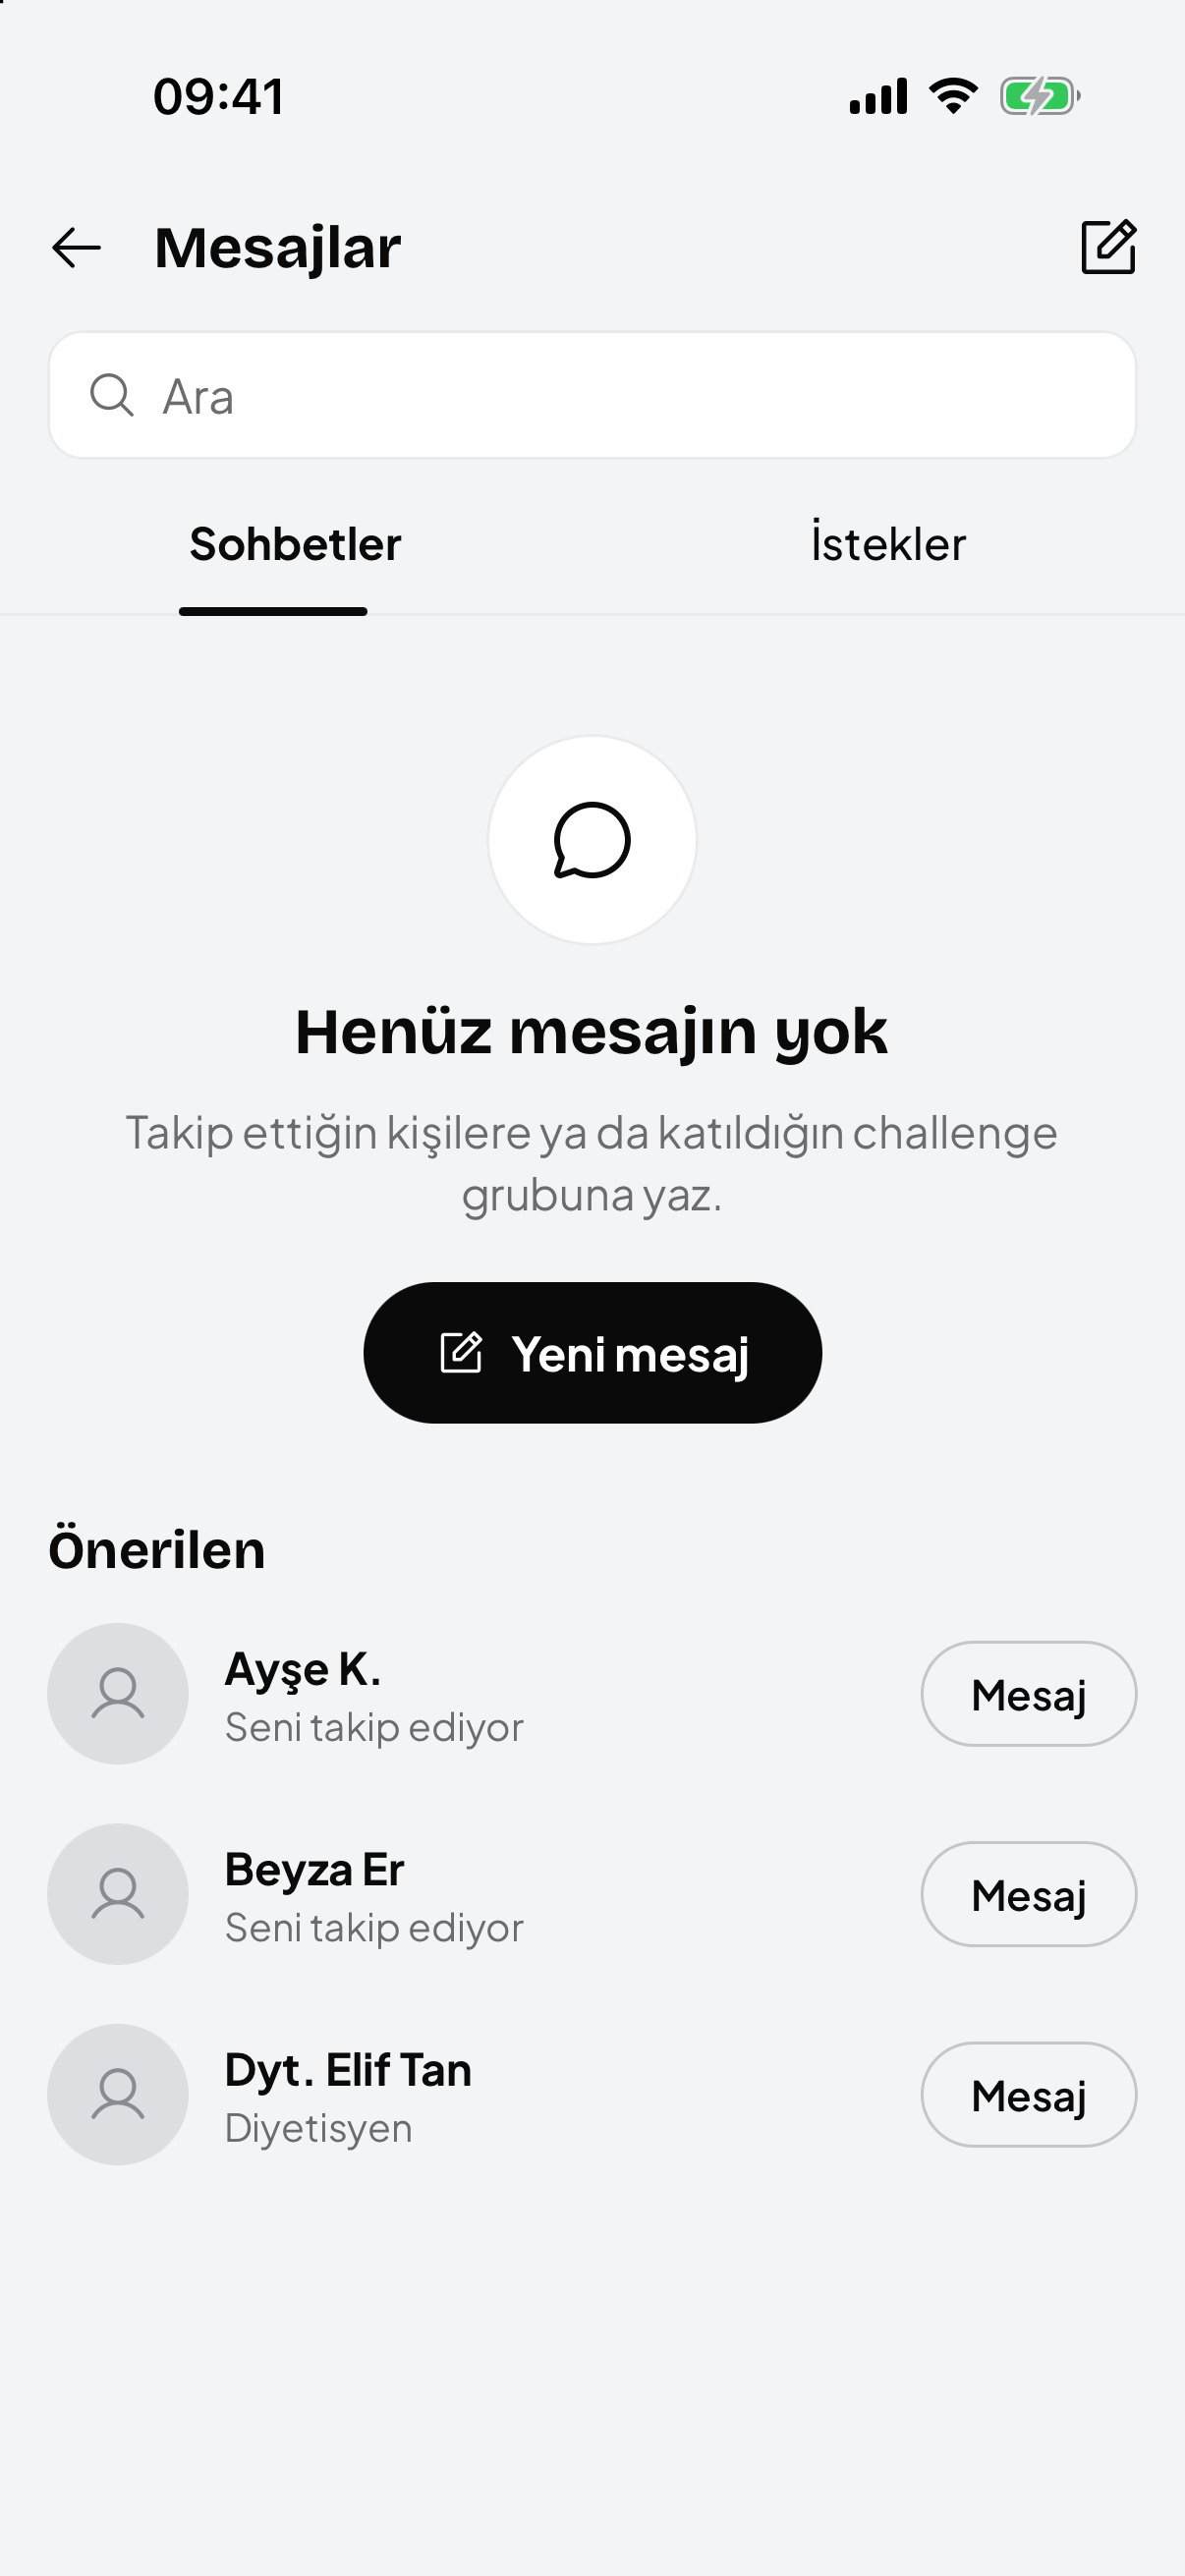 09:41
Mesajlar
Ara
Sohbetler
İstekler
Henüz mesajın yok
Takip ettiğin kişilere ya da katıldığın challenge
grubuna yaz.
Yeni mesaj
Önerilen
Ayşe K.
Seni takip ediyor
Mesaj
Beyza Er
Seni takip ediyor
Mesaj
Dyt. Elif Tan
Diyetisyen
Mesaj